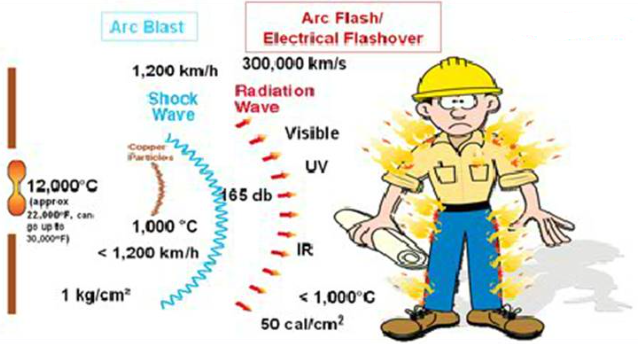 Arc Blast
Arc Flash/
Electrical Flashover
1,200 km/h
300,000 km/s
Shock
Wave
Radiation
Wave
Visible
Copper
Particles
UV
12,000°C
(approx
22,000°F, can
go up to
30,000°F)
165 db
1,000 °C
< 1,200 km/h
IR
1 kg/cm²
< 1,000°C
50 cal/cm²